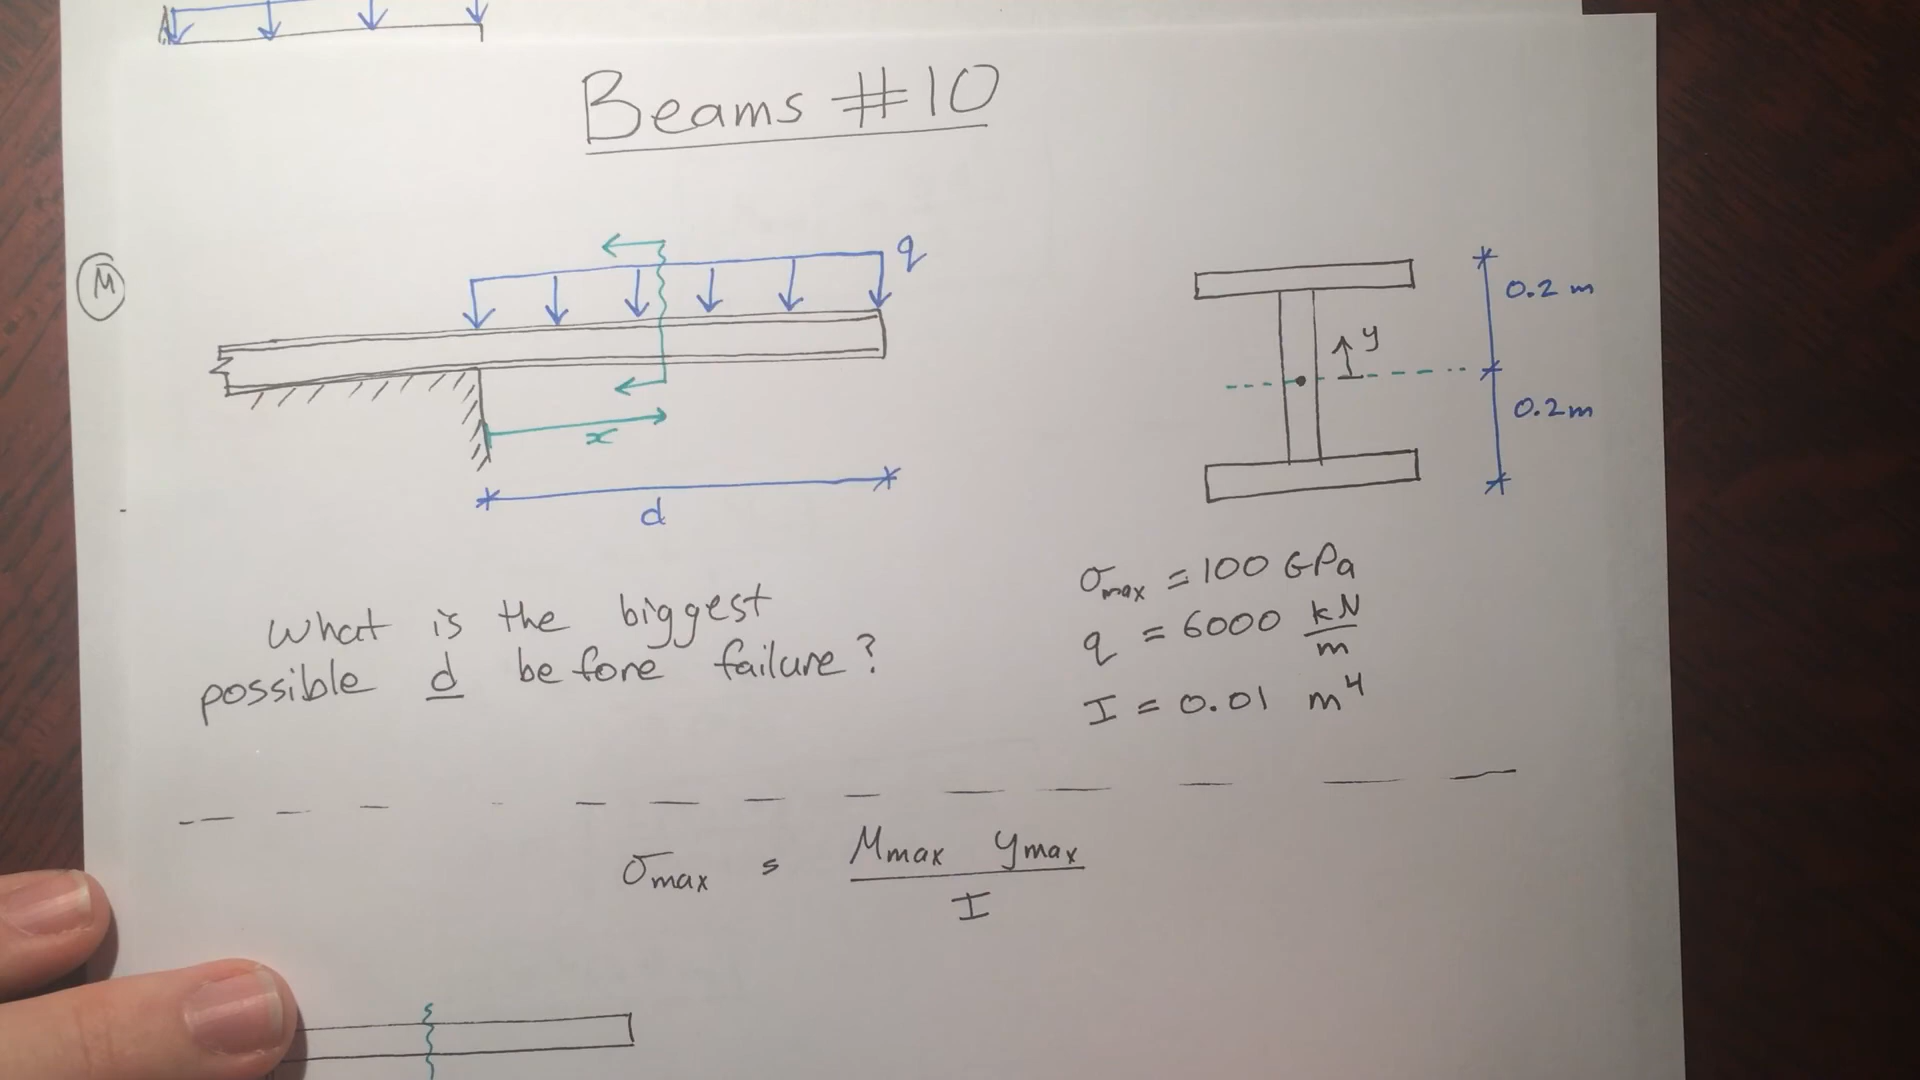 Beams #10
M
q
x
d
y
0.2 m
0.2m
What is the biggest
possible d before failure?
σmax = 100 GPa
q = 6000 kN/m
I = 0.01 m⁴
σmax = Mmax ymax / I